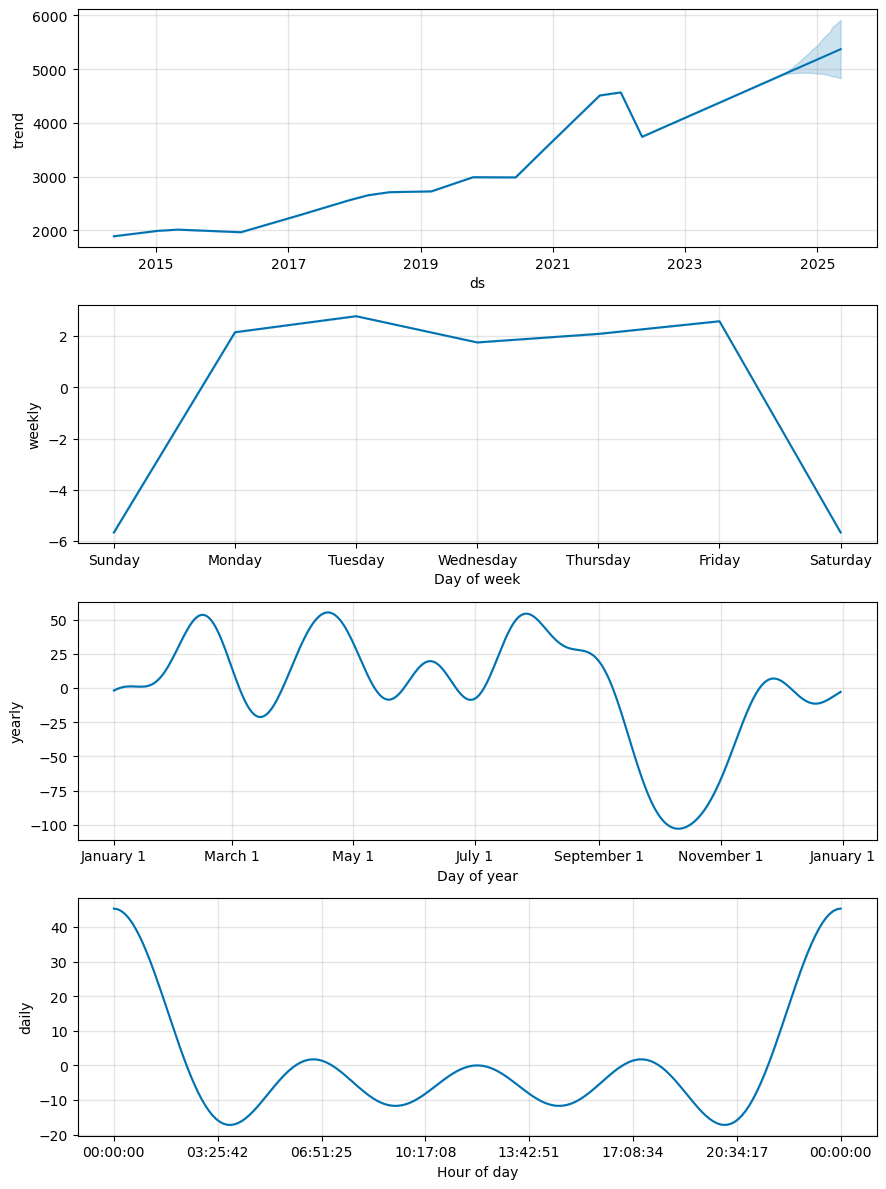 6000
5000
4000
3000
2000
trend
2015 2017 2019 2021 2023 2025
ds
2
0
−2
−4
−6
weekly
Sunday Monday Tuesday Wednesday Thursday Friday Saturday
Day of week
50
25
0
−25
−50
−75
−100
yearly
January 1 March 1 May 1 July 1 September 1 November 1 January 1
Day of year
40
30
20
10
0
−10
−20
daily
00:00:00 03:25:42 06:51:25 10:17:08 13:42:51 17:08:34 20:34:17 00:00:00
Hour of day